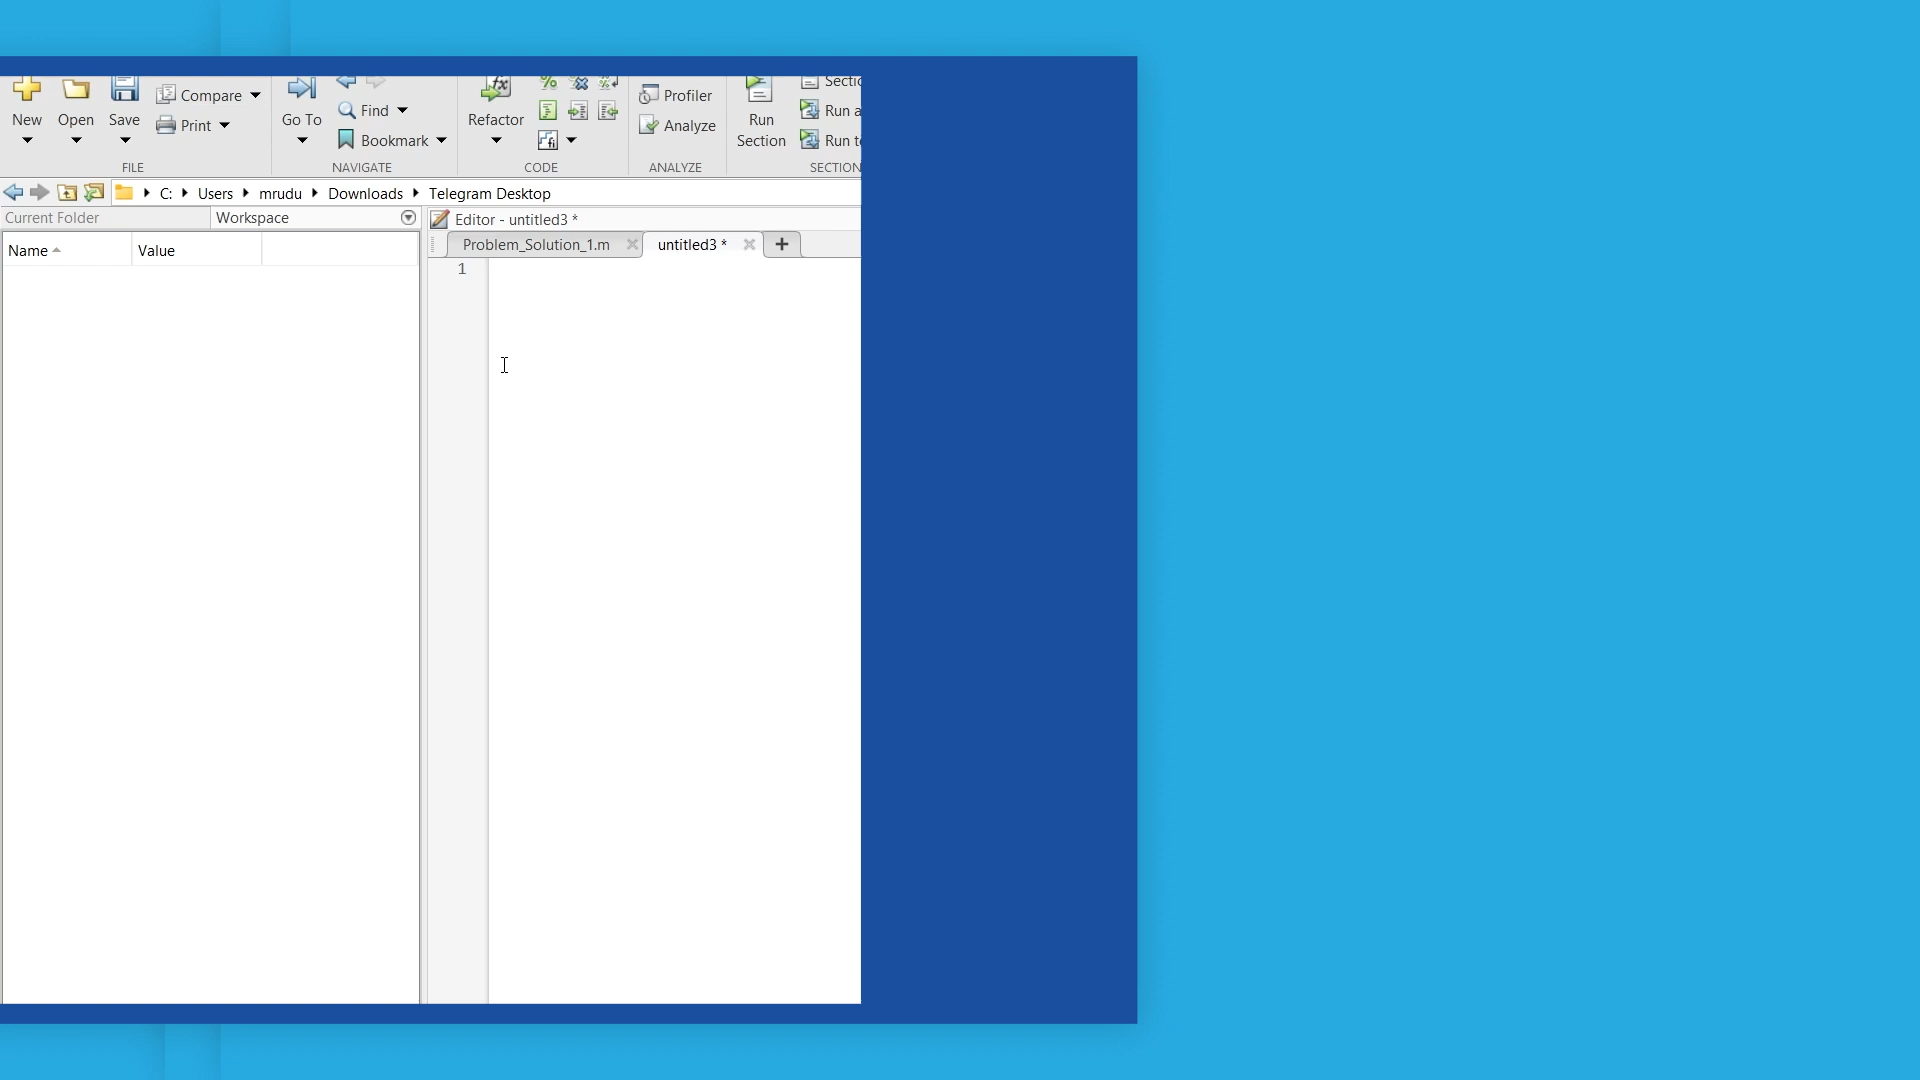 New
Open
Save
Compare
Print
FILE
Go To
Find
Bookmark
NAVIGATE
Refactor
CODE
Profiler
Analyze
ANALYZE
Run
Section
Run
SECTION
C: Users mrudu Downloads Telegram Desktop
Current Folder
Workspace
Editor - untitled3 *
Name
Value
Problem_Solution_1.m
untitled3 *
1